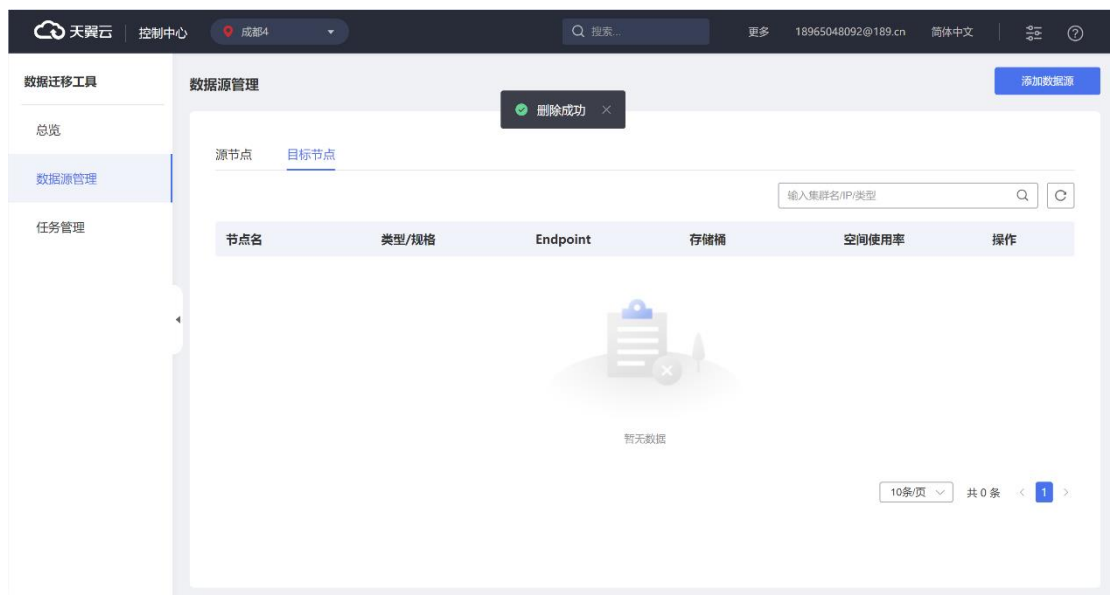 天翼云 控制中心 成都4 搜索... 更多 18965048092@189.cn 简体中文
数据迁移工具
总览
数据源管理
任务管理
数据源管理 添加数据源
删除成功
源节点 目标节点
输入集群名/IP/类型
节点名 类型/规格 Endpoint 存储桶 空间使用率 操作
暂无数据
10条/页 共 0 条 1